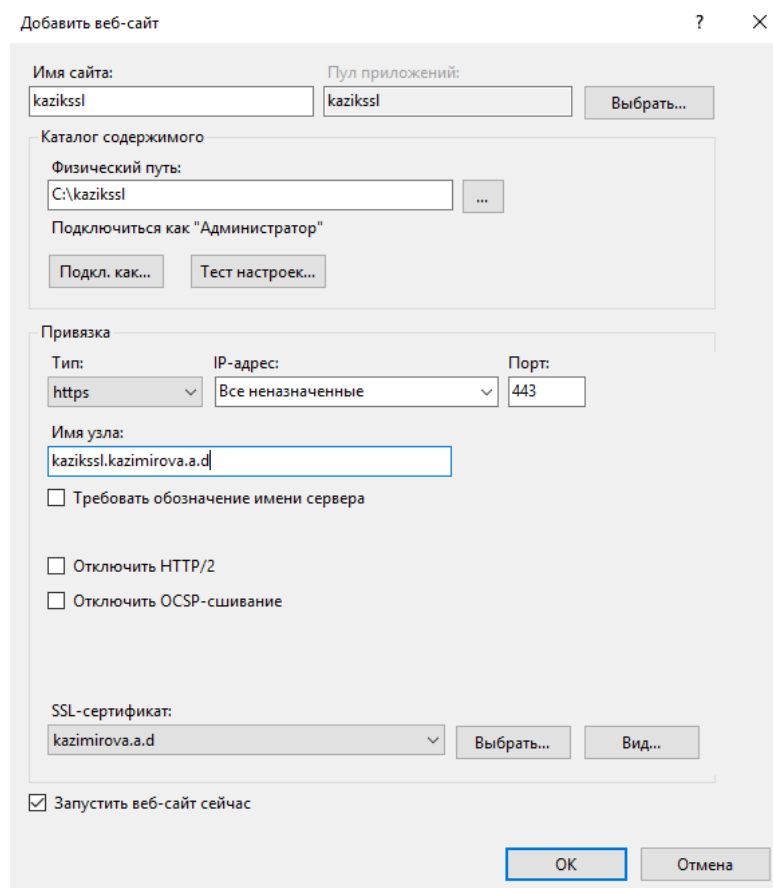 Добавить веб-сайт ? ×
Имя сайта: Пул приложений:
kazikssl kazikssl Выбрать...
Каталог содержимого
Физический путь:
C:\kazikssl ...
Подключиться как "Администратор"
Подкл. как... Тест настроек...
Привязка
Тип: IP-адрес: Порт:
https Все неназначенные 443
Имя узла:
kazikssl.kazimirova.a.d
Требовать обозначение имени сервера
Отключить HTTP/2
Отключить OCSP-сшивание
SSL-сертификат:
kazimirova.a.d Выбрать... Вид...
Запустить веб-сайт сейчас
ОК Отмена